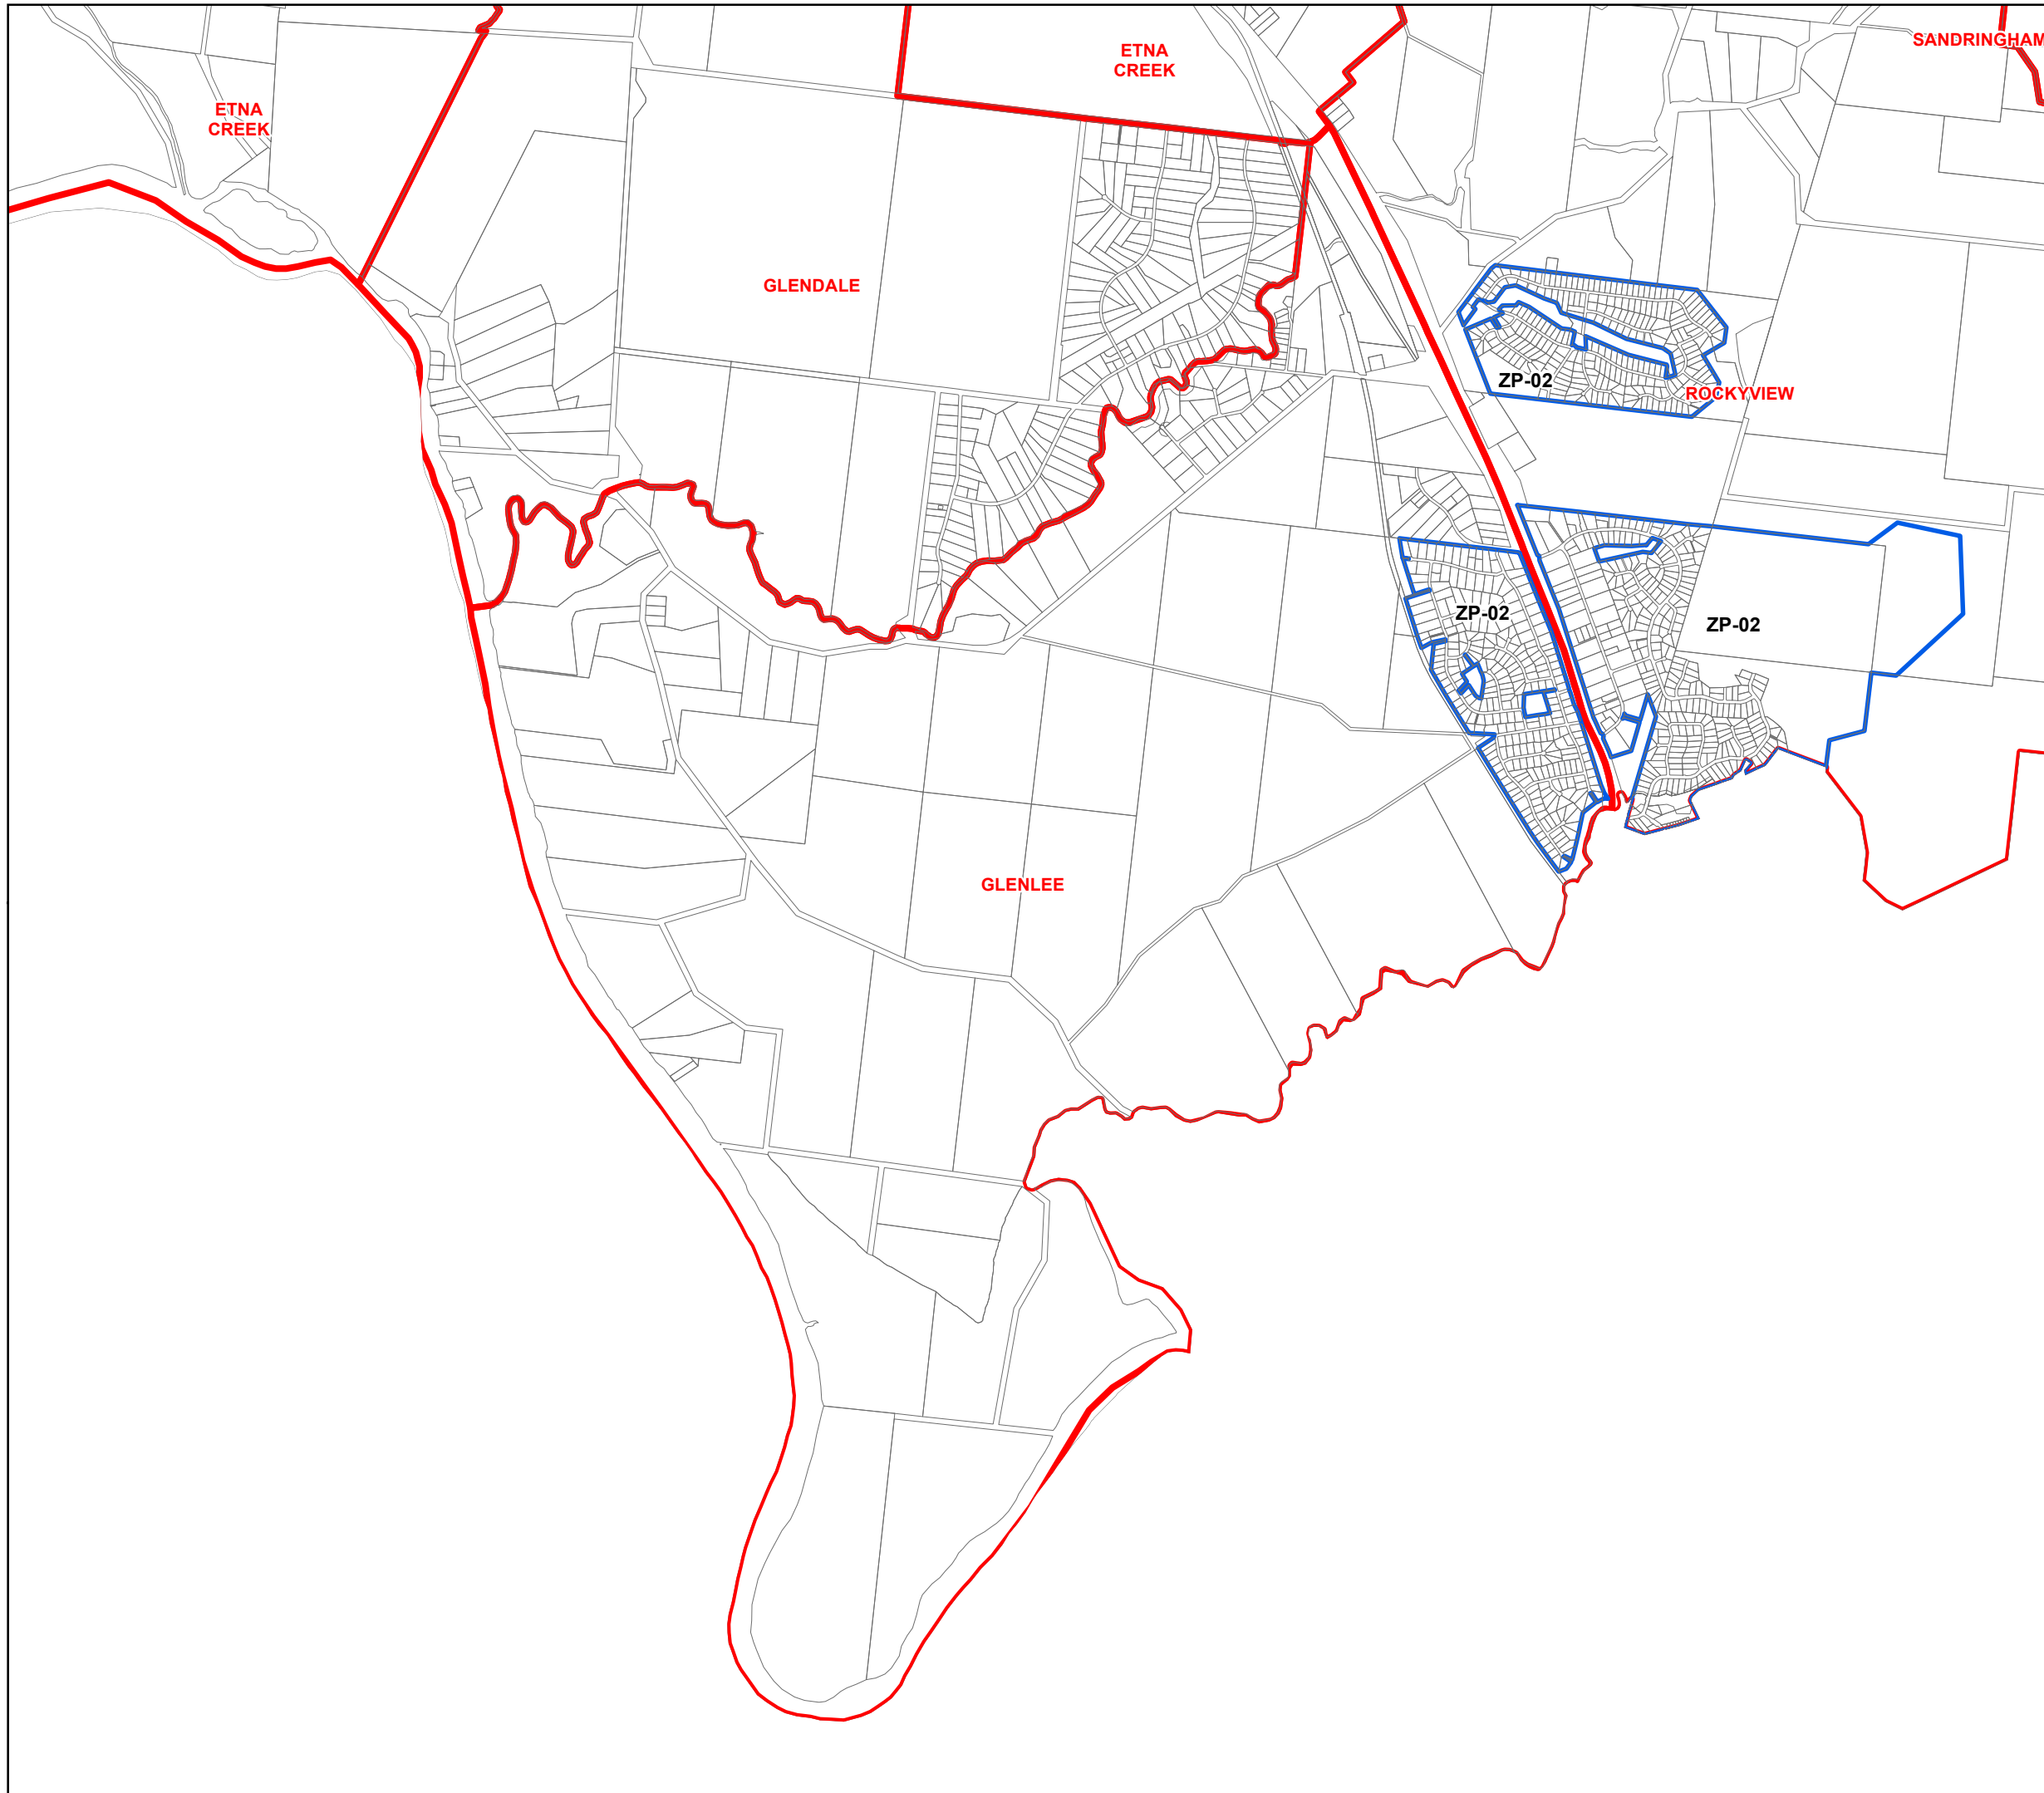 SANDRINGHAM
ETNA
CREEK
ETNA
CREEK
GLENDALE
ZP-02
ROCKYVIEW
ZP-02
ZP-02
GLENLEE